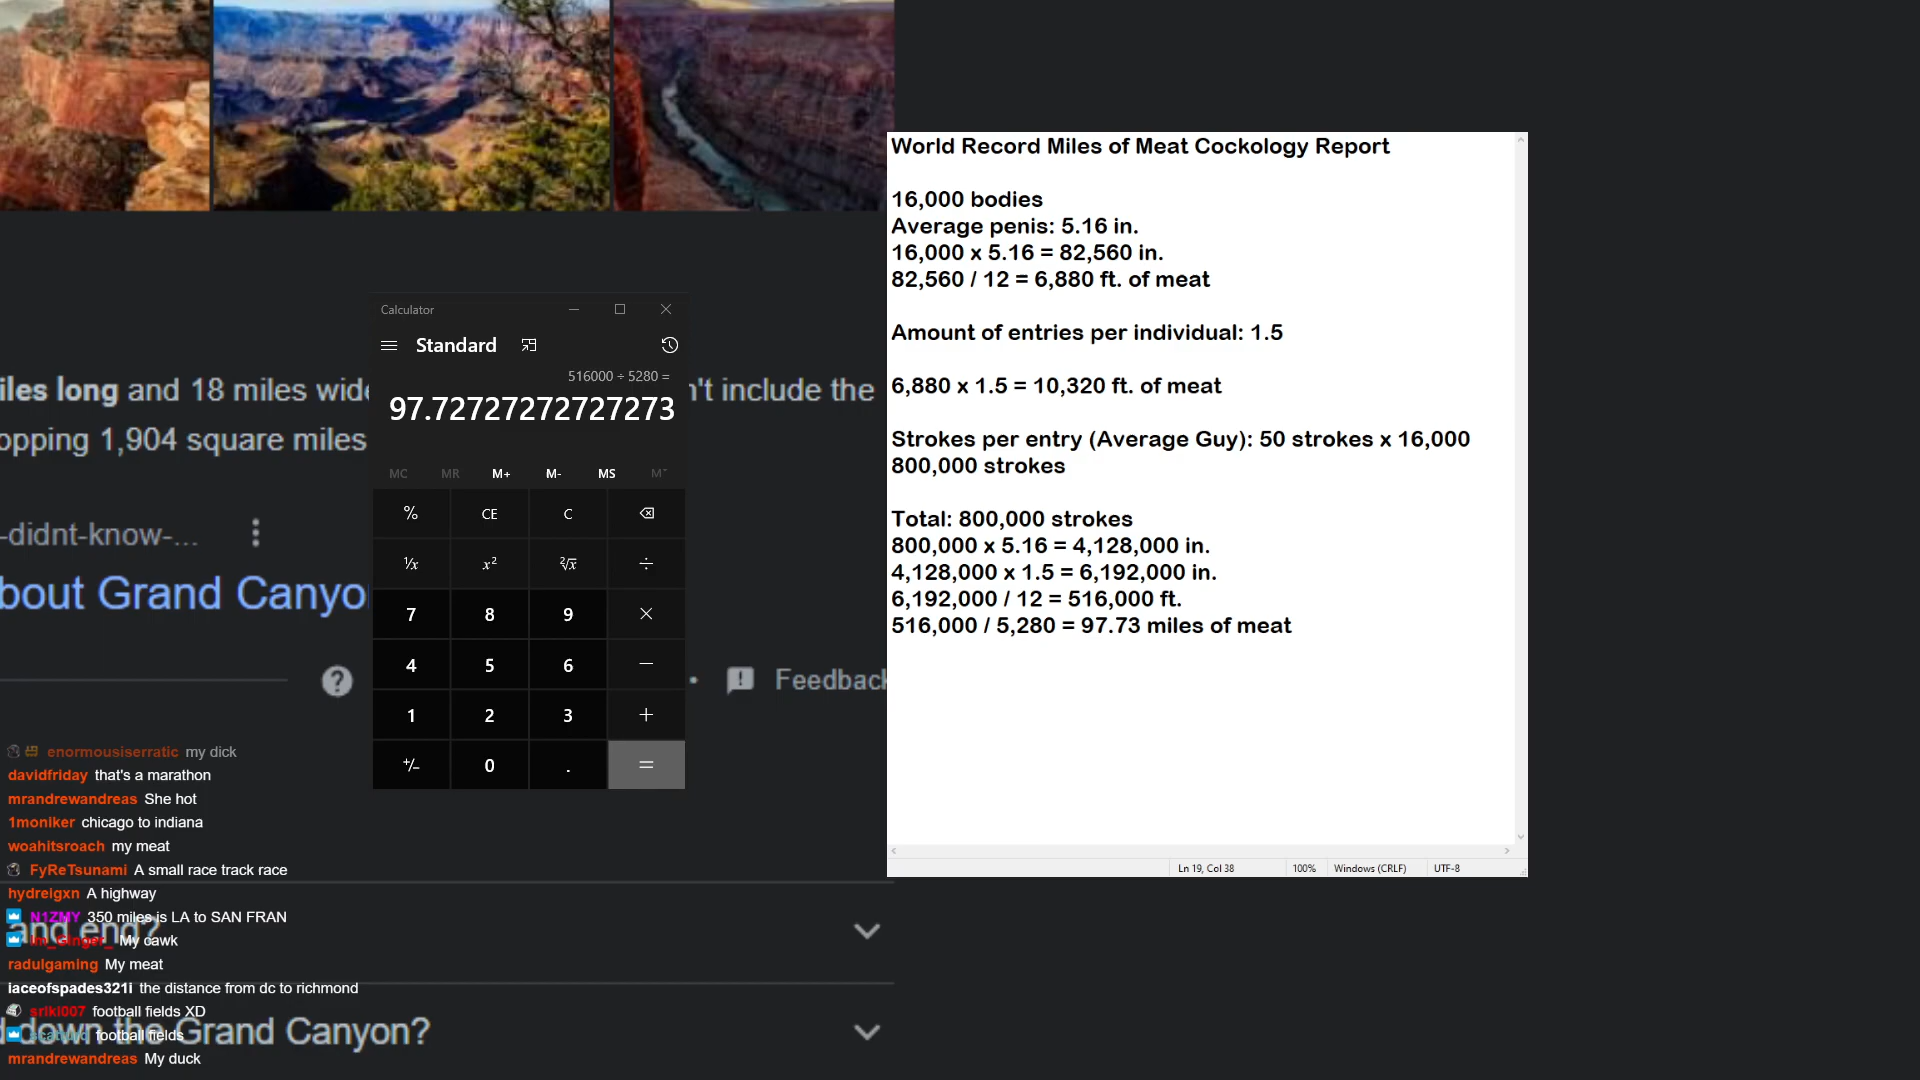 iles long and 18 miles wide
n't include the
opping 1,904 square miles
-didnt-know-...
bout Grand Canyo
Feedback
and end?
down the Grand Canyon?
Calculator
Standard
516000 ÷ 5280 =
97.72727272727273
MC MR M+ M- MS M˅
% CE C
¹/x x² ²√x ÷
7 8 9 ×
4 5 6 −
1 2 3 +
+/- 0 . =
World Record Miles of Meat Cockology Report
16,000 bodies
Average penis: 5.16 in.
16,000 x 5.16 = 82,560 in.
82,560 / 12 = 6,880 ft. of meat
Amount of entries per individual: 1.5
6,880 x 1.5 = 10,320 ft. of meat
Strokes per entry (Average Guy): 50 strokes x 16,000
800,000 strokes
Total: 800,000 strokes
800,000 x 5.16 = 4,128,000 in.
4,128,000 x 1.5 = 6,192,000 in.
6,192,000 / 12 = 516,000 ft.
516,000 / 5,280 = 97.73 miles of meat
Ln 19, Col 38 100% Windows (CRLF) UTF-8
enormousiserratic my dick
davidfriday that's a marathon
mrandrewandreas She hot
1moniker chicago to indiana
woahitsroach my meat
FyReTsunami A small race track race
hydreigxn A highway
N1ZMY 350 miles is LA to SAN FRAN
My cawk
radulgaming My meat
iaceofspades321i the distance from dc to richmond
sriki007 football fields XD
football fields
mrandrewandreas My duck